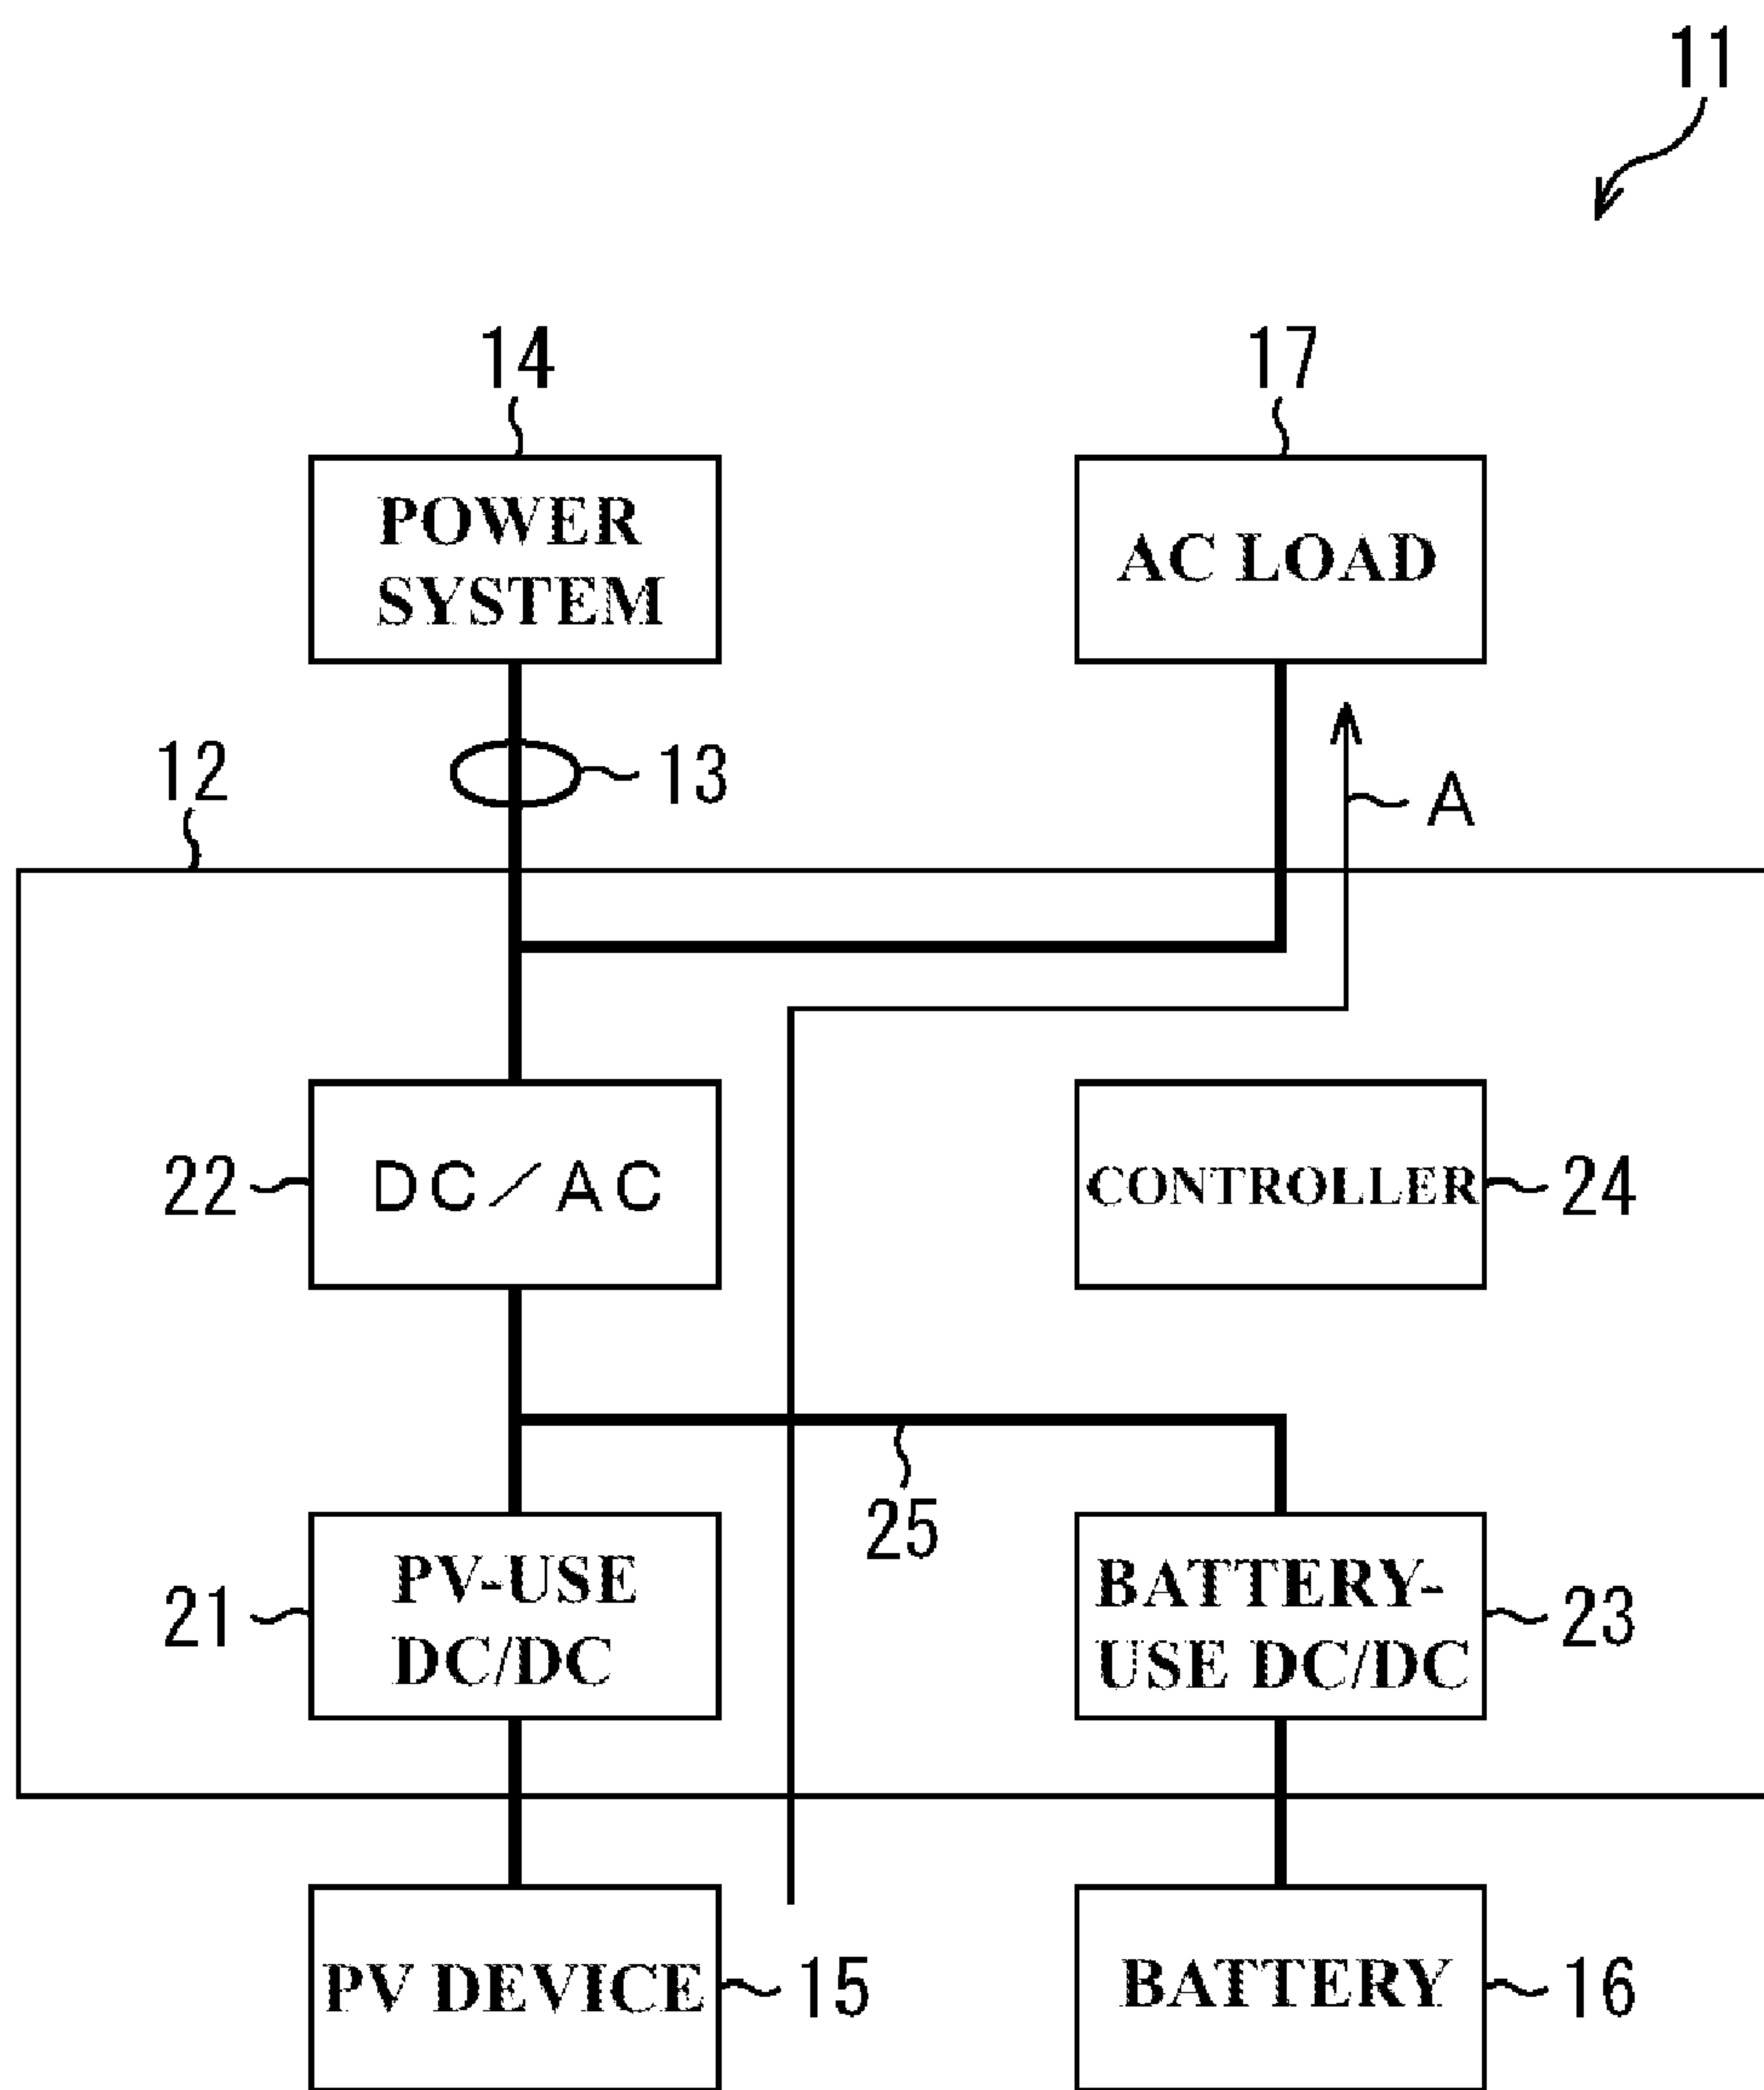 11
14
17
POWER
SYSTEM
AC LOAD
12
13
A
22
DC/AC
CONTROLLER
24
25
21
PV-USE
DC/DC
BATTERY-
USE DC/DC
23
PV DEVICE
15
BATTERY
16